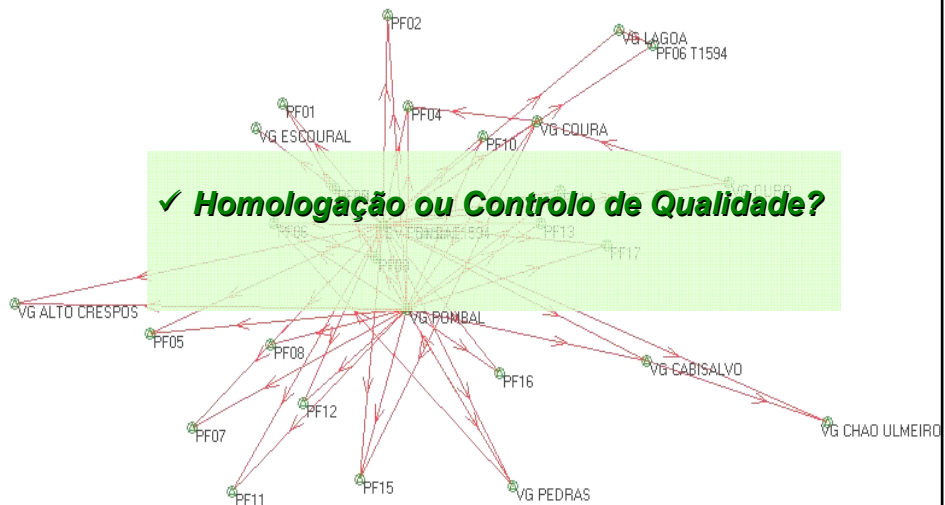 PF02
VG LAGOA
PF06 T1594
PF01
PF04
VG COURA
VG ESCOURAL
PF10
✓ Homologação ou Controlo de Qualidade?
PF06
PF13
PF17
PF09
VG ALTO CRESPOS
VG POMBAL
PF05
PF08
VG CABISALVO
PF16
PF12
PF07
VG CHAO ULMEIRO
PF15
PF11
VG PEDRAS